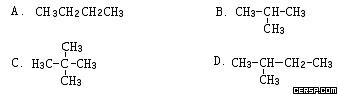 A. CH3CH2CH2CH3
B. CH3-CH-CH3
CH3
CH3
C. H3C-C-CH3
CH3
D. CH3-CH-CH2-CH3
CH3
CERSP.COM